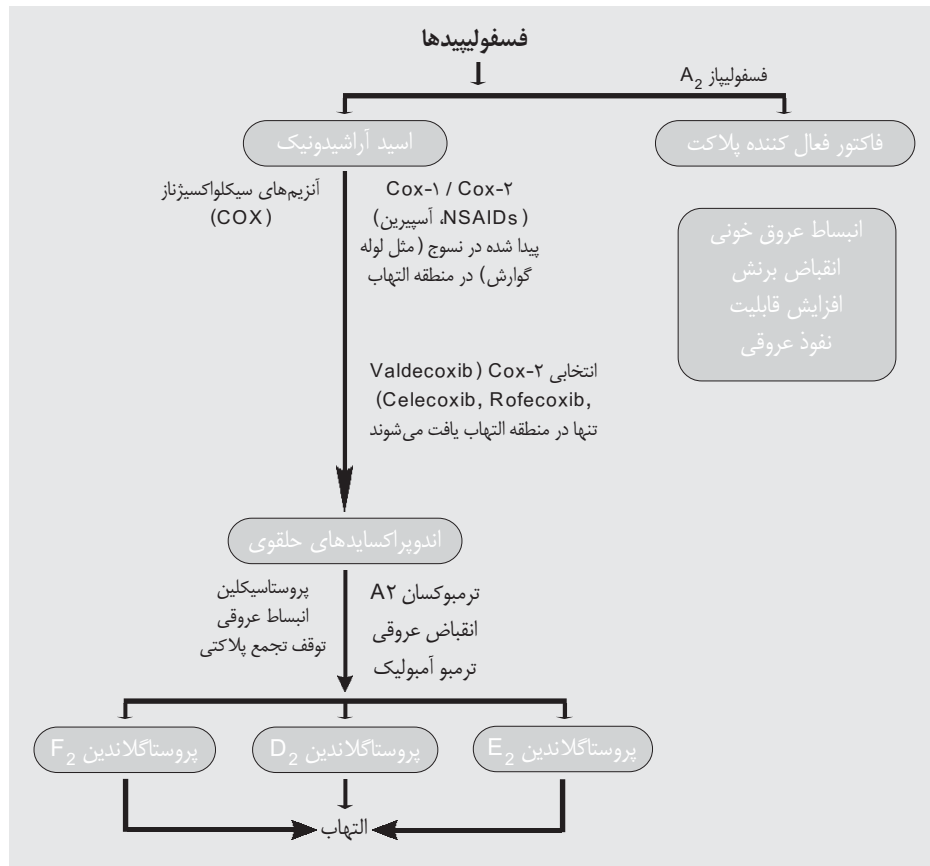 فسفولیپیدها
فسفولیپاز A2
فاکتور فعال کننده پلاکت
اسید آراشیدونیک
انبساط عروق خونی
انقباض برنش
افزایش قابلیت
نفوذ عروقی
Cox-۱ / Cox-۲
(NSAIDs، آسپیرین)
پیدا شده در نسوج (مثل لوله
گوارش) در منطقه التهاب
آنزیم‌های سیکلواکسیژناز
(COX)
انتخابی Cox-۲ (Valdecoxib
(Celecoxib, Rofecoxib,
تنها در منطقه التهاب یافت می‌شوند
اندوپراکسایدهای حلقوی
ترمبوکسان A۲
انقباض عروقی
ترمبو آمبولیک
پروستاسیکلین
انبساط عروقی
توقف تجمع پلاکتی
پروستاگلاندین E2
پروستاگلاندین D2
پروستاگلاندین F2
التهاب